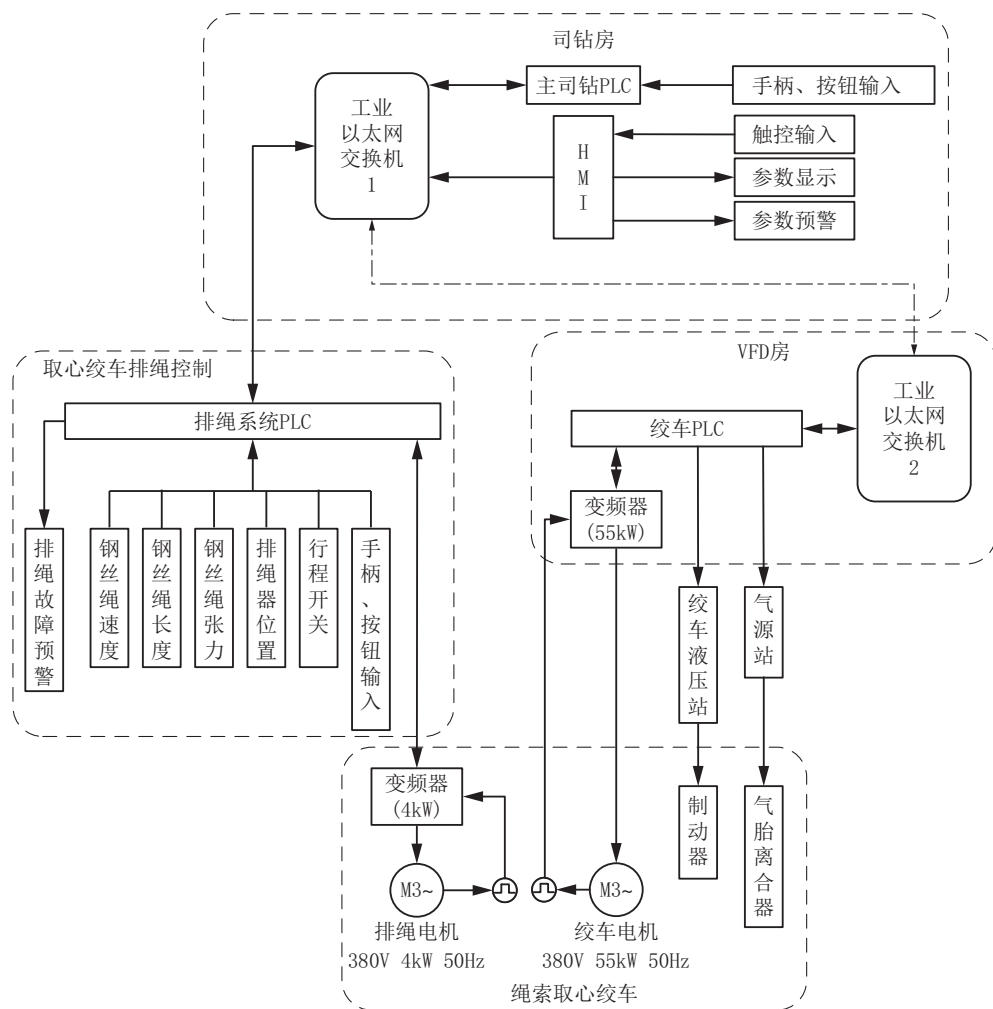 司钻房
工业
以太网
交换机
1
主司钻PLC
手柄、按钮输入
HMI
触控输入
参数显示
参数预警
取心绞车排绳控制
排绳系统PLC
排绳故障预警
钢丝绳速度
钢丝绳长度
钢丝绳张力
排绳器位置
行程开关
手柄、按钮输入
VFD房
工业
以太网
交换机
2
绞车PLC
变频器
(55kW)
绞车液压站
气源站
变频器
(4kW)
制动器
气胎离合器
M3~
M3~
排绳电机
380V 4kW 50Hz
绞车电机
380V 55kW 50Hz
绳索取心绞车